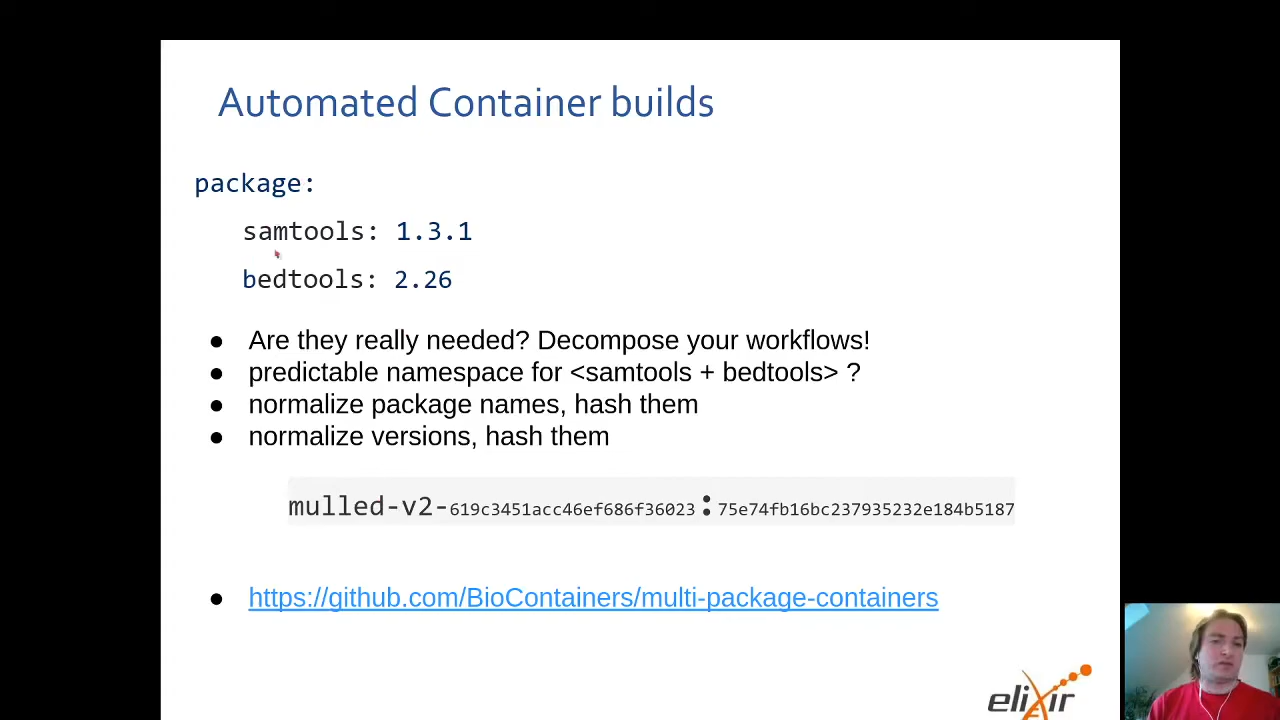 Automated Container builds
package:
samtools: 1.3.1
bedtools: 2.26
● Are they really needed? Decompose your workflows!
● predictable namespace for <samtools + bedtools> ?
● normalize package names, hash them
● normalize versions, hash them
mulled-v2-619c3451acc46ef686f36023:75e74fb16bc237935232e184b5187
● https://github.com/BioContainers/multi-package-containers
elixir